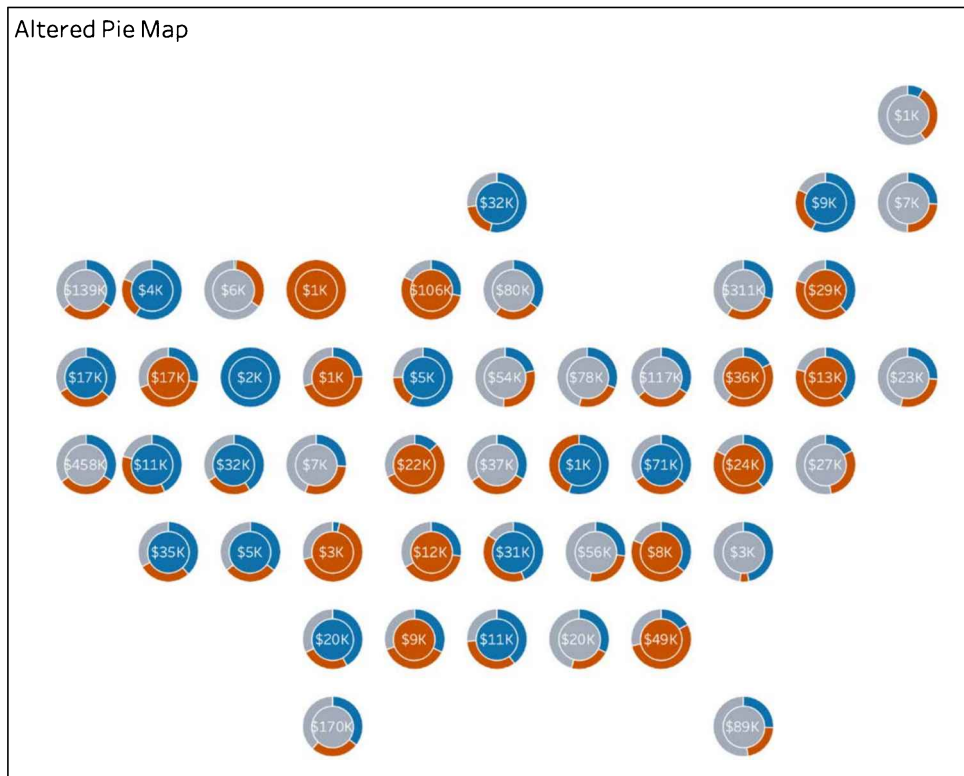 Altered Pie Map
$1K
$32K $9K $7K
$139K $4K $6K $1K $106K $80K $311K $29K
$17K $17K $2K $1K $5K $54K $78K $117K $36K $13K $23K
$458K $11K $32K $7K $22K $37K $1K $71K $24K $27K
$35K $5K $3K $12K $31K $56K $8K $3K
$20K $9K $11K $20K $49K
$170K $89K